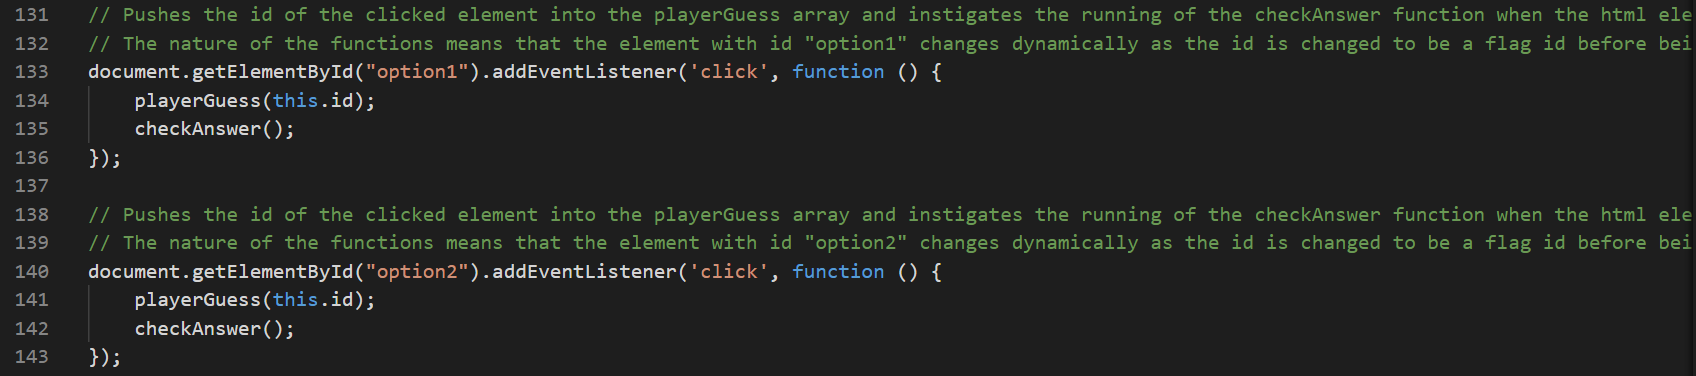 131 // Pushes the id of the clicked element into the playerGuess array and instigates the running of the checkAnswer function when the html ele
132 // The nature of the functions means that the element with id "option1" changes dynamically as the id is changed to be a flag id before bei
133 document.getElementById("option1").addEventListener('click', function () {
134     playerGuess(this.id);
135     checkAnswer();
136 });
137
138 // Pushes the id of the clicked element into the playerGuess array and instigates the running of the checkAnswer function when the html ele
139 // The nature of the functions means that the element with id "option2" changes dynamically as the id is changed to be a flag id before bei
140 document.getElementById("option2").addEventListener('click', function () {
141     playerGuess(this.id);
142     checkAnswer();
143 });